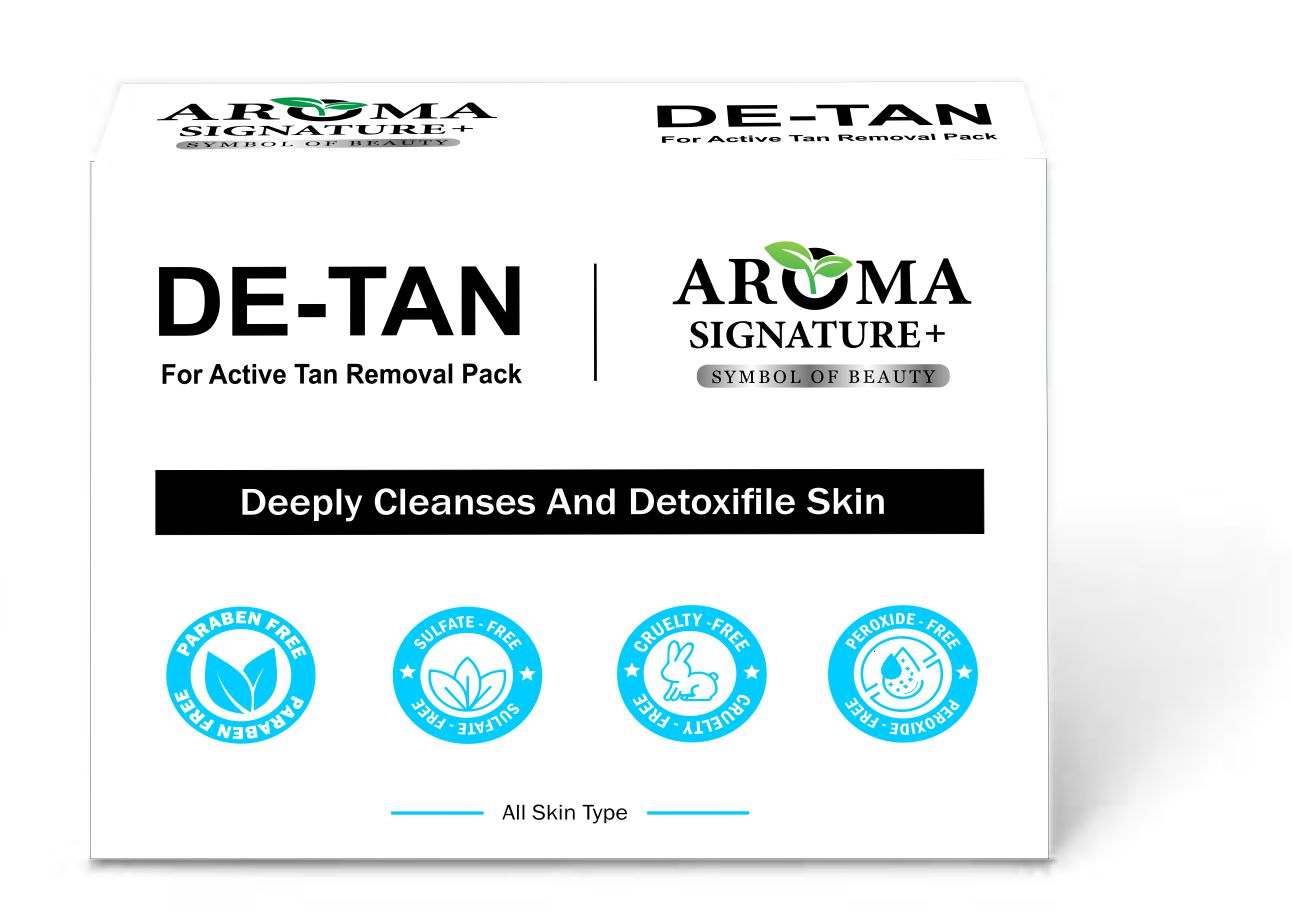 AROMA
SIGNATURE+
SYMBOL OF BEAUTY
DE-TAN
For Active Tan Removal Pack
DE-TAN
For Active Tan Removal Pack
AROMA
SIGNATURE+
SYMBOL OF BEAUTY
Deeply Cleanses And Detoxifile Skin
PARABEN FREE
PARABEN FREE
SULFATE - FREE
SULFATE - FREE
CRUELTY -FREE
CRUELTY - FREE
PEROXIDE - FREE
PEROXIDE - FREE
All Skin Type